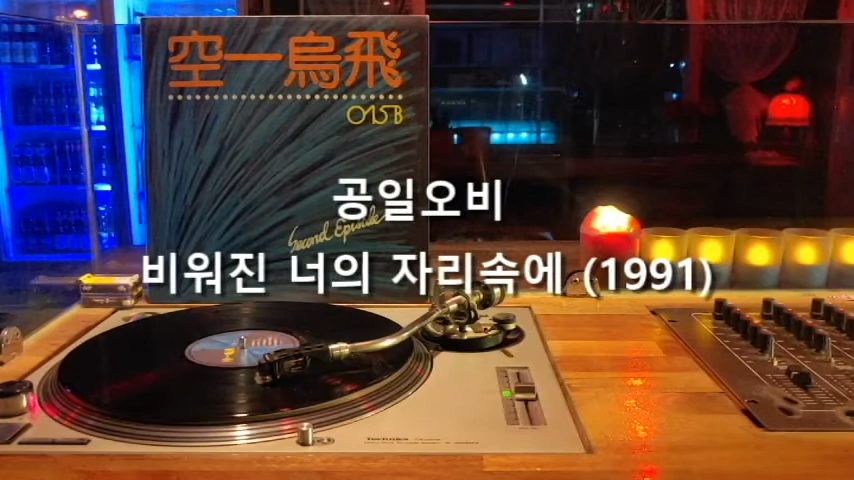 空一烏飛
015B
Second Episode
공일오비
비워진 너의 자리속에 (1991)
Technics